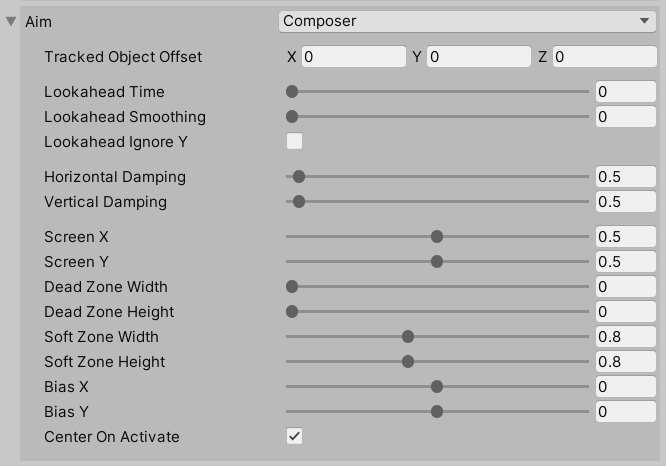 Aim Composer
Tracked Object Offset X 0 Y 0 Z 0
Lookahead Time 0
Lookahead Smoothing 0
Lookahead Ignore Y
Horizontal Damping 0.5
Vertical Damping 0.5
Screen X 0.5
Screen Y 0.5
Dead Zone Width 0
Dead Zone Height 0
Soft Zone Width 0.8
Soft Zone Height 0.8
Bias X 0
Bias Y 0
Center On Activate